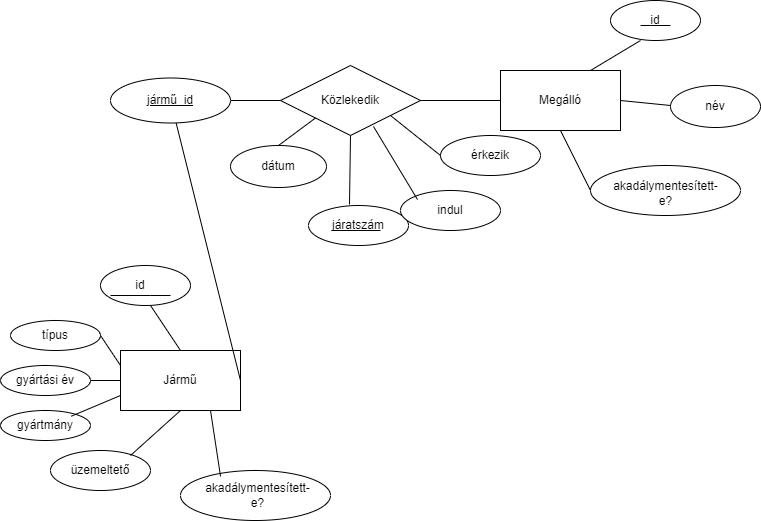 id
jármű_id
Közlekedik
Megálló
név
dátum
érkezik
akadálymentesített-
e?
járatszám
indul
id
típus
gyártási év
Jármű
gyártmány
üzemeltető
akadálymentesített-
e?